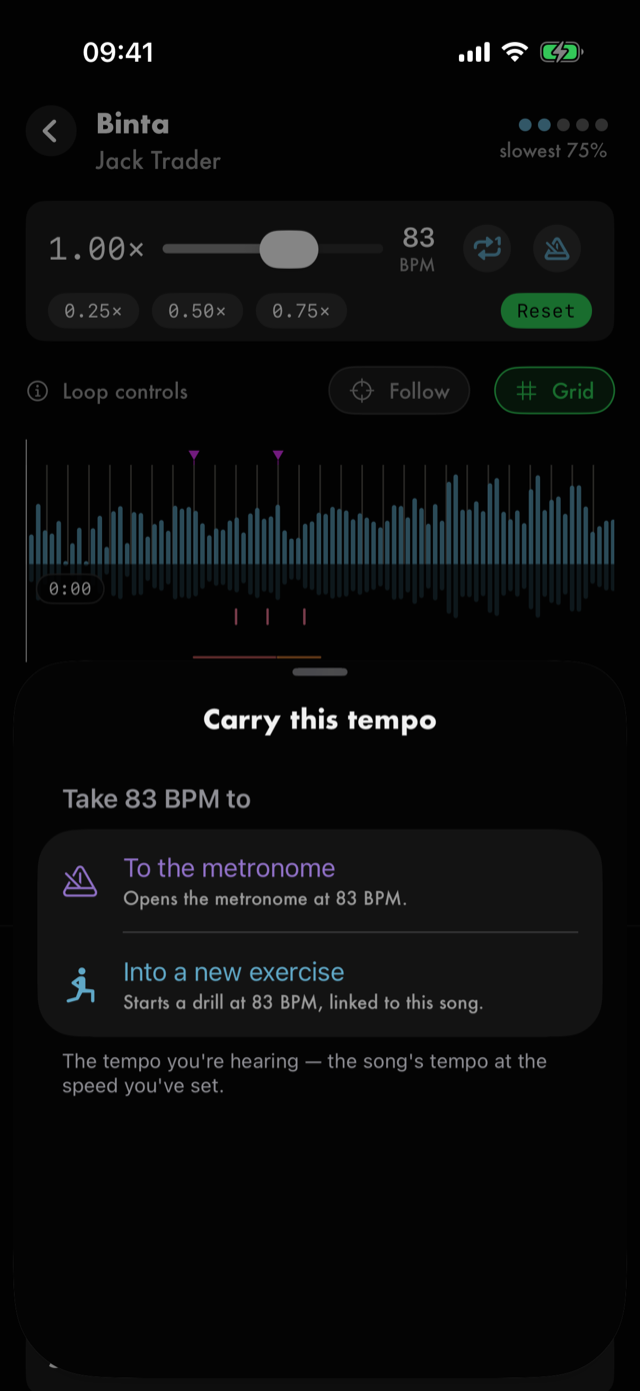 09:41
Binta
Jack Trader
slowest 75%
1.00×
83
BPM
0.25×
0.50×
0.75×
Reset
Loop controls
Follow
Grid
0:00
Carry this tempo
Take 83 BPM to
To the metronome
Opens the metronome at 83 BPM.
Into a new exercise
Starts a drill at 83 BPM, linked to this song.
The tempo you're hearing — the song's tempo at the
speed you've set.